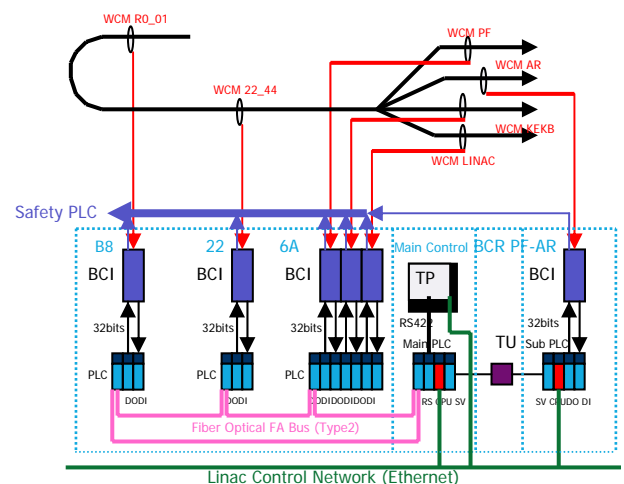 WCM R0_01
WCM PF
WCM AR
WCM 22_44
WCM KEKB
WCM LINAC
Safety PLC
B8
22
6A
Main Control
BCR PF-AR
BCI
BCI
BCI
TP
BCI
32bits
32bits
32bits
RS422
32bits
Main PLC
TU
Sub PLC
PLC
PLC
PLC
DODI
DODI
DODIDODIDODI
RS CPU SV
SV CPUDO DI
Fiber Optical FA Bus (Type2)
Linac Control Network (Ethernet)